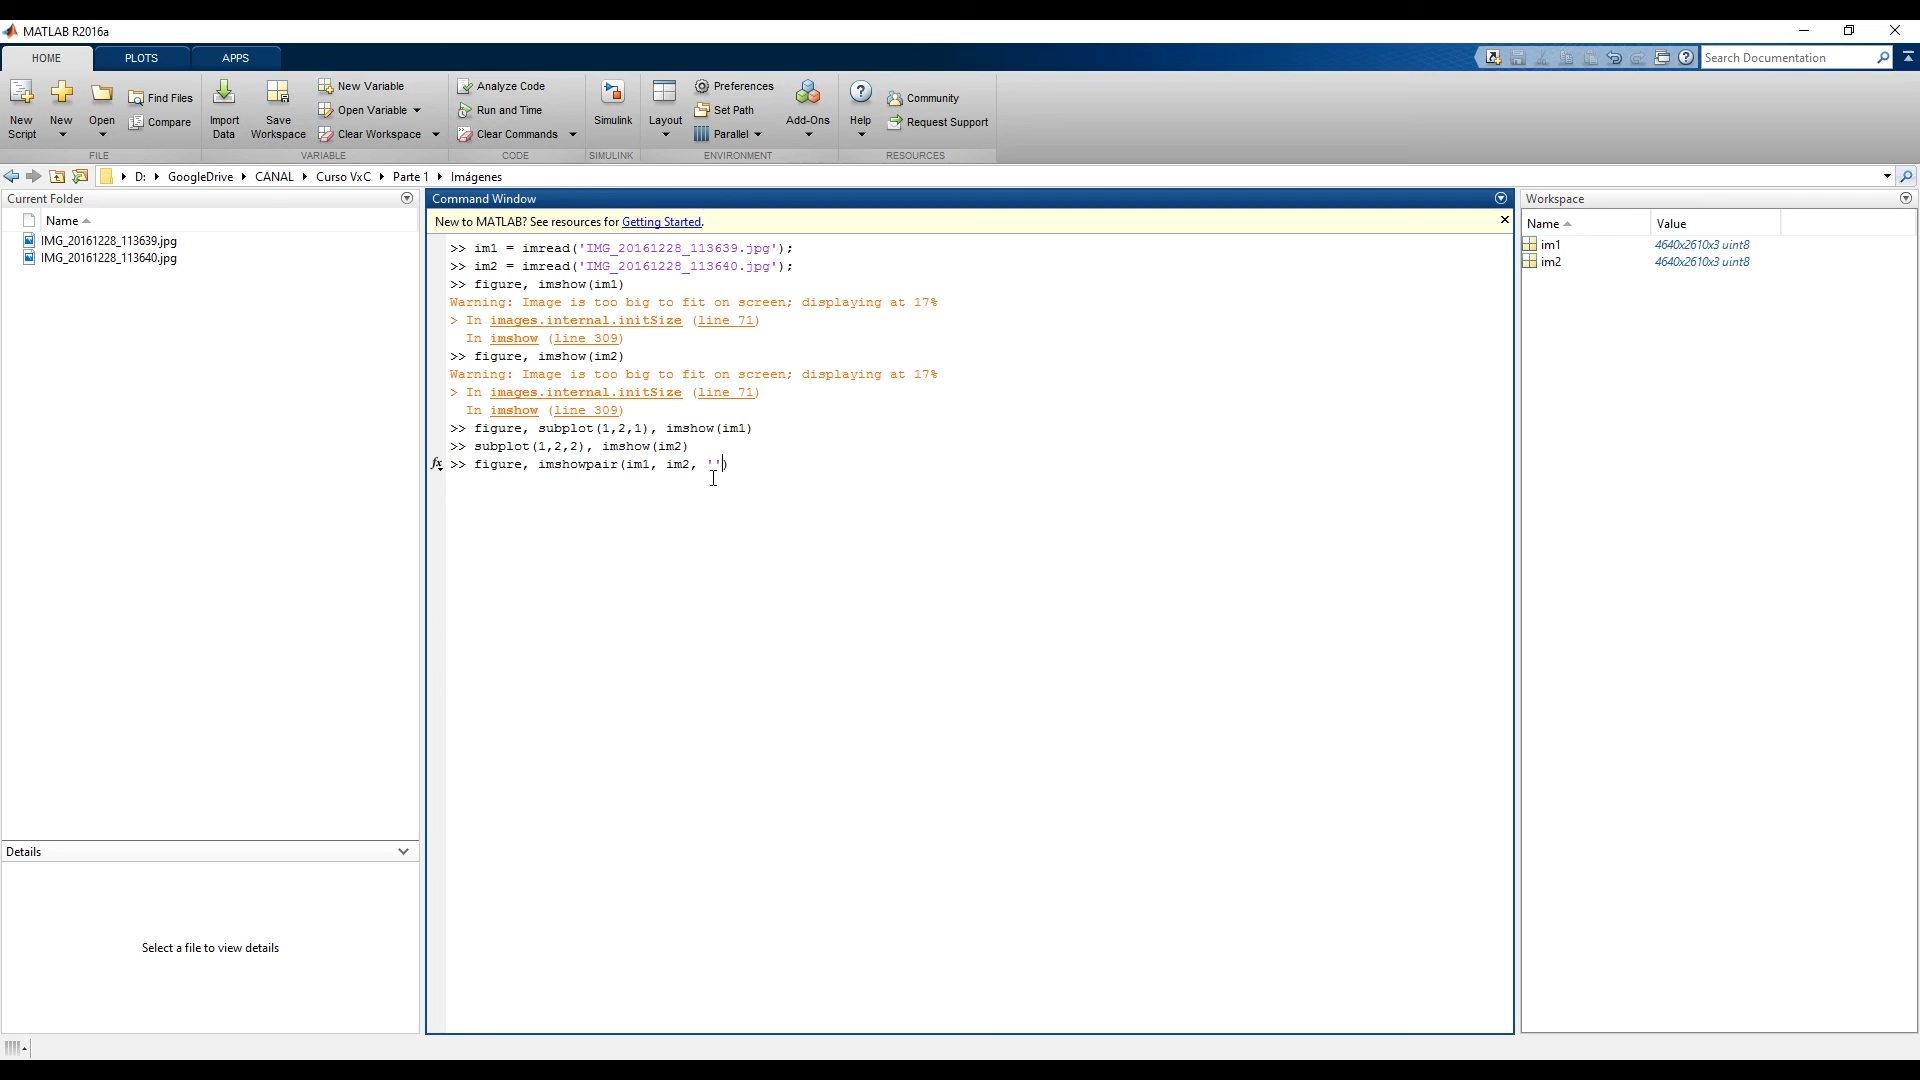 MATLAB R2016a
HOME
PLOTS
APPS
Search Documentation
New Script
New
Open
Find Files
Compare
Import Data
Save Workspace
New Variable
Open Variable
Clear Workspace
Analyze Code
Run and Time
Clear Commands
Simulink
Layout
Preferences
Set Path
Parallel
Add-Ons
Help
Community
Request Support
FILE
VARIABLE
CODE
SIMULINK
ENVIRONMENT
RESOURCES
D: GoogleDrive CANAL Curso VxC Parte 1 Imágenes
Current Folder
Name
IMG_20161228_113639.jpg
IMG_20161228_113640.jpg
Details
Select a file to view details
Command Window
New to MATLAB? See resources for Getting Started.
>> im1 = imread('IMG_20161228_113639.jpg');
>> im2 = imread('IMG_20161228_113640.jpg');
>> figure, imshow(im1)
Warning: Image is too big to fit on screen; displaying at 17%
> In images.internal.initSize (line 71)
In imshow (line 309)
>> figure, imshow(im2)
Warning: Image is too big to fit on screen; displaying at 17%
> In images.internal.initSize (line 71)
In imshow (line 309)
>> figure, subplot(1,2,1), imshow(im1)
>> subplot(1,2,2), imshow(im2)
fx >> figure, imshowpair(im1, im2, '')
Workspace
Name Value
im1 4640x2610x3 uint8
im2 4640x2610x3 uint8